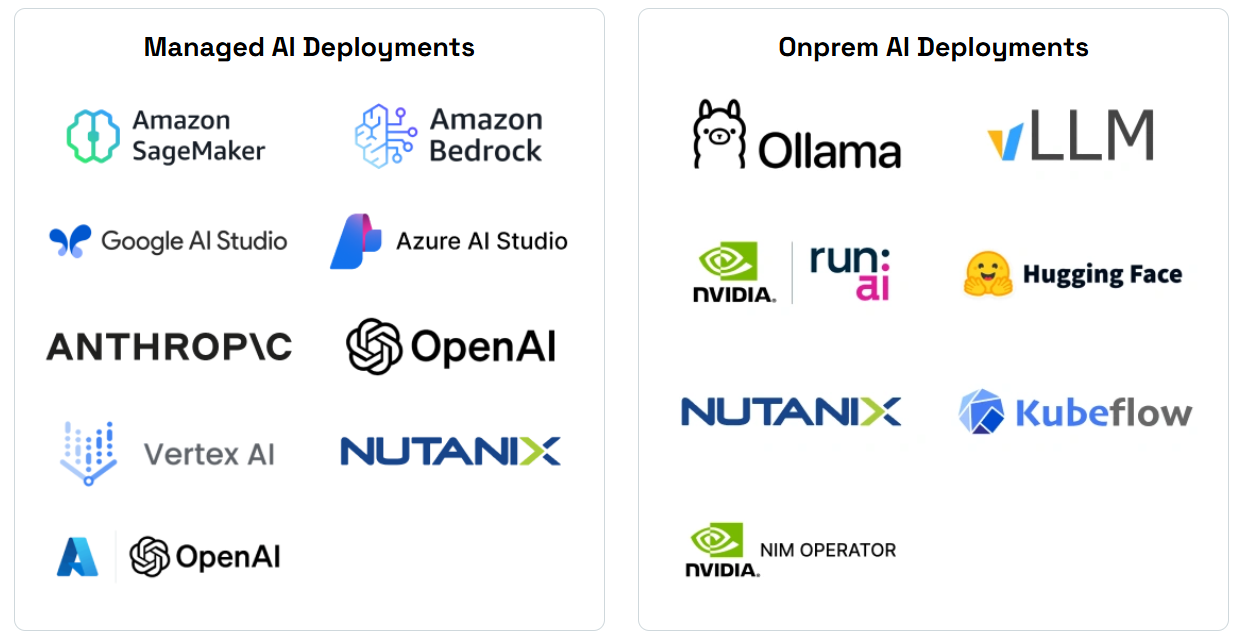 Managed AI Deployments
Amazon
SageMaker
Amazon
Bedrock
Google AI Studio
Azure AI Studio
ANTHROP\C
OpenAI
Vertex AI
NUTANIX
OpenAI
Onprem AI Deployments
Ollama
vLLM
NVIDIA.
run:
ai
Hugging Face
NUTANIX
Kubeflow
NVIDIA.
NIM OPERATOR